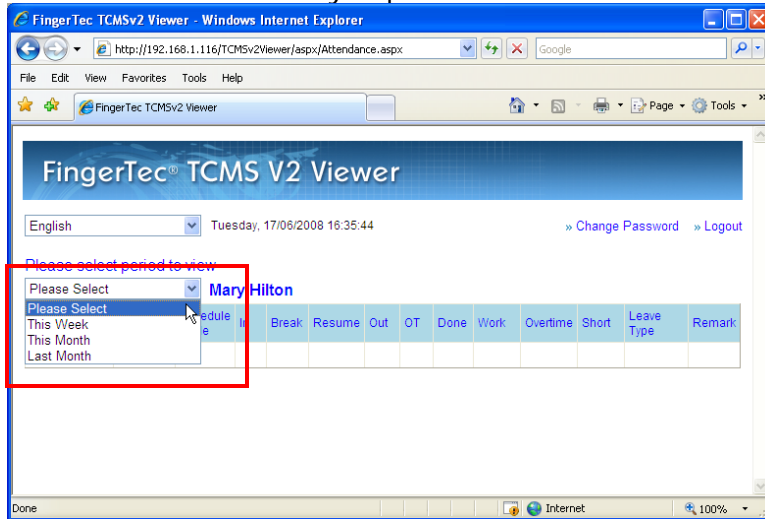 FingerTec TCMSv2 Viewer - Windows Internet Explorer
http://192.168.1.116/TCMSv2Viewer/aspx/Attendance.aspx
Google
File Edit View Favorites Tools Help
FingerTec TCMSv2 Viewer
Page Tools
FingerTec® TCMS V2 Viewer
English Tuesday, 17/06/2008 16:35:44 » Change Password » Logout
Please select period to view
Please Select Mary Hilton
Please Select
This Week
This Month
Last Month
Break Resume Out OT Done Work Overtime Short Leave Type Remark
Done Internet 100%